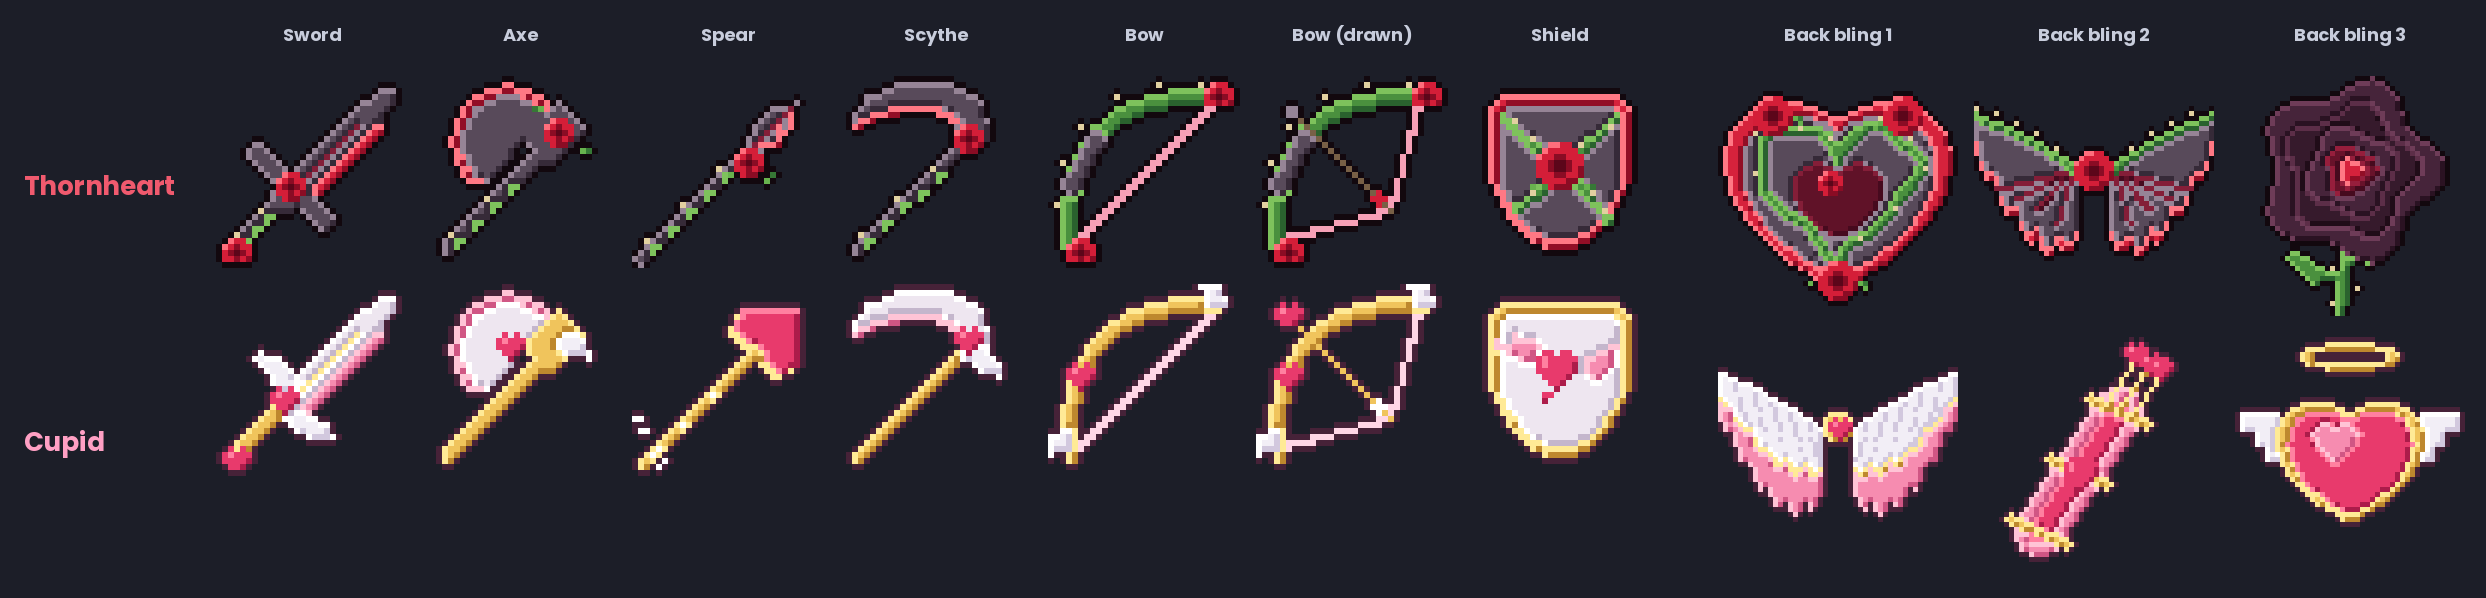 Sword Axe Spear Scythe Bow Bow (drawn) Shield Back bling 1 Back bling 2 Back bling 3
Thornheart
Cupid